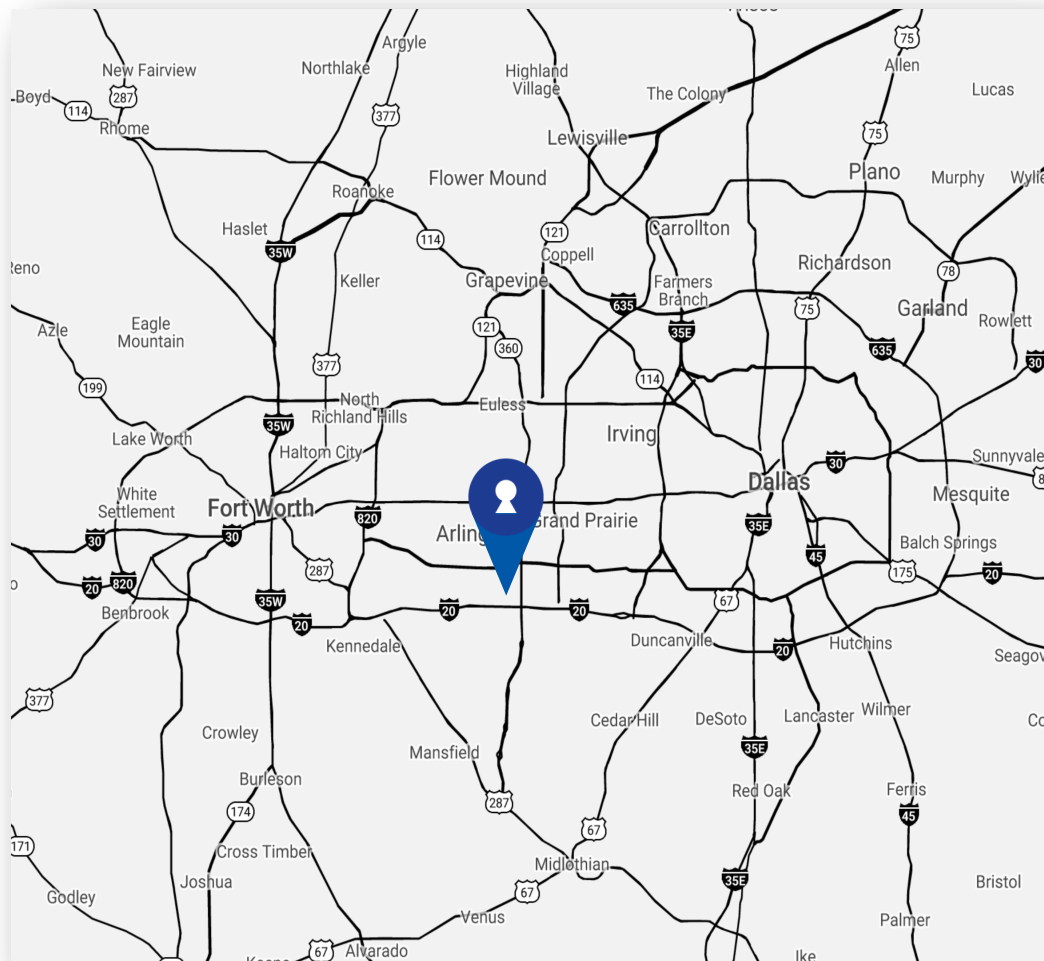 Argyle
75
New Fairview
Northlake
Highland
Village
Allen
Boyd
287
The Colony
Lucas
114
377
Rhome
75
Lewisville
Roanoke
Flower Mound
Plano
Murphy
Haslet
121
Carrollton
114
35W
Coppell
Richardson
78
Keller
Grapevine
Farmers
Branch
635
75
Garland
Azle
Eagle
Mountain
121
35E
Rowlett
360
635
377
30
199
114
North
Richland Hills
Euless
35W
Lake Worth
Irving
Haltom City
30
Sunnyvale
Dallas
White
Settlement
Fort Worth
820
Mesquite
Arling
Grand Prairie
35E
30
30
Balch Springs
45
287
175
20
20
820
35W
67
Benbrook
20
20
20
Kennedale
Duncanville
20
Hutchins
377
Cedar Hill
DeSoto
Lancaster
Wilmer
Crowley
Mansfield
35E
Burleson
Red Oak
Ferris
287
174
45
67
171
Cross Timber
Midlothian
Joshua
35E
Bristol
Godley
67
Venus
Palmer
67
Alvarado
Ike